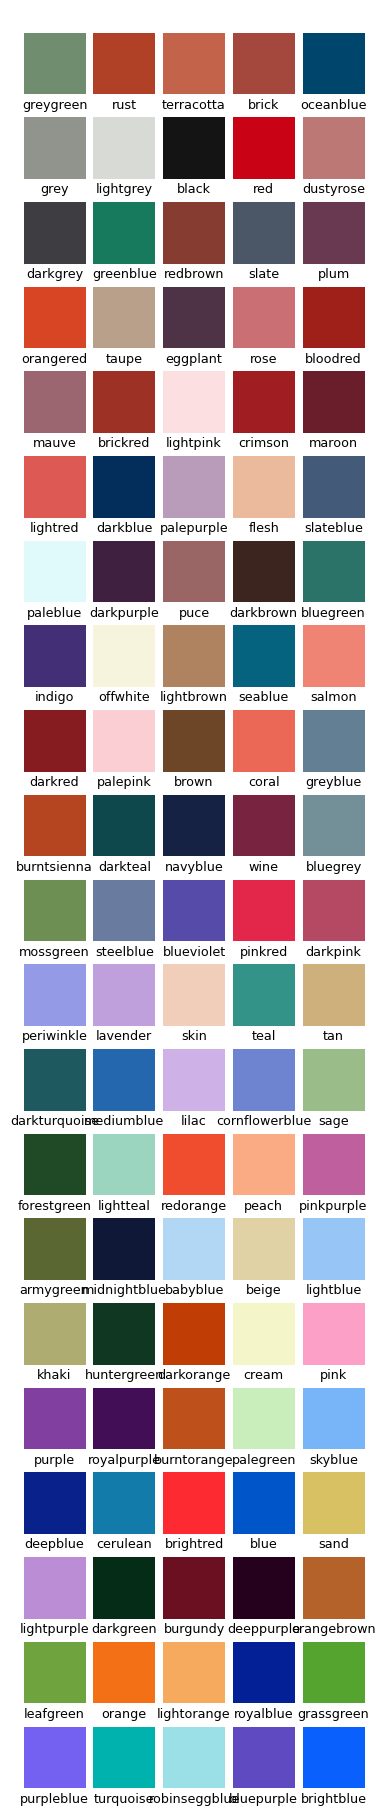 greygreen rust terracotta brick oceanblue
grey lightgrey black red dustyrose
darkgrey greenblue redbrown slate plum
orangered taupe eggplant rose bloodred
mauve brickred lightpink crimson maroon
lightred darkblue palepurple flesh slateblue
paleblue darkpurple puce darkbrown bluegreen
indigo offwhite lightbrown seablue salmon
darkred palepink brown coral greyblue
burntsienna darkteal navyblue wine bluegrey
mossgreen steelblue blueviolet pinkred darkpink
periwinkle lavender skin teal tan
darkturquoise mediumblue lilac cornflowerblue sage
forestgreen lightteal redorange peach pinkpurple
armygreen midnightblue babyblue beige lightblue
khaki huntergreen darkorange cream pink
purple royalpurple burntorange palegreen skyblue
deepblue cerulean brightred blue sand
lightpurple darkgreen burgundy deeppurple orangebrown
leafgreen orange lightorange royalblue grassgreen
purpleblue turquoise robinseggblue bluepurple brightblue